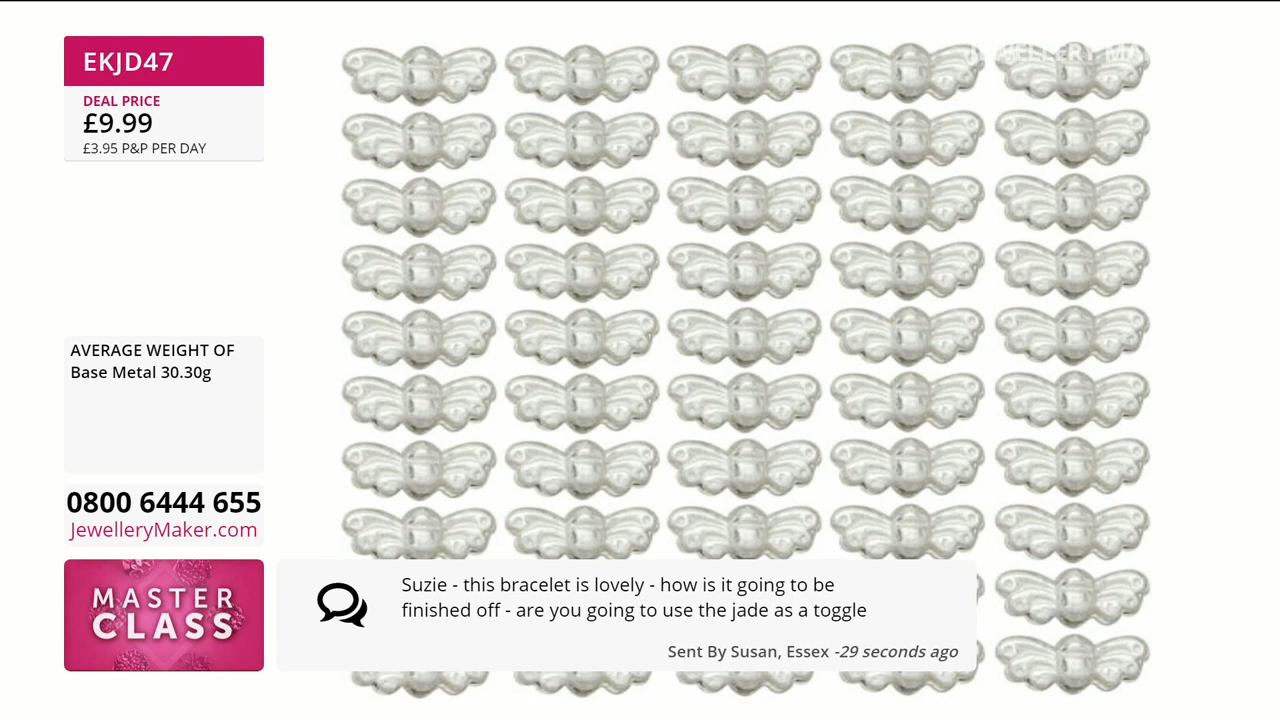 EKJD47
DEAL PRICE
£9.99
£3.95 P&P PER DAY
JEWELLERY MA
AVERAGE WEIGHT OF
Base Metal 30.30g
0800 6444 655
JewelleryMaker.com
MASTER
CLASS
Suzie - this bracelet is lovely - how is it going to be
finished off - are you going to use the jade as a toggle
Sent By Susan, Essex -29 seconds ago